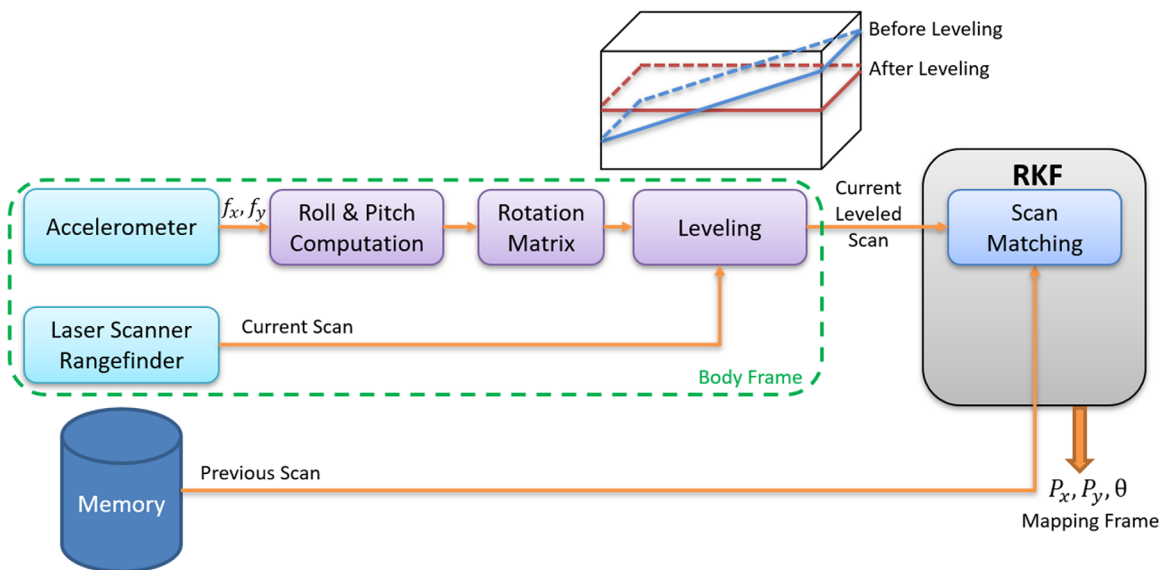 Before Leveling
After Leveling
RKF
Accelerometer
f_x, f_y
Roll & Pitch
Computation
Rotation
Matrix
Leveling
Current
Leveled
Scan
Scan
Matching
Laser Scanner
Rangefinder
Current Scan
Body Frame
Memory
Previous Scan
P_x, P_y, θ
Mapping Frame